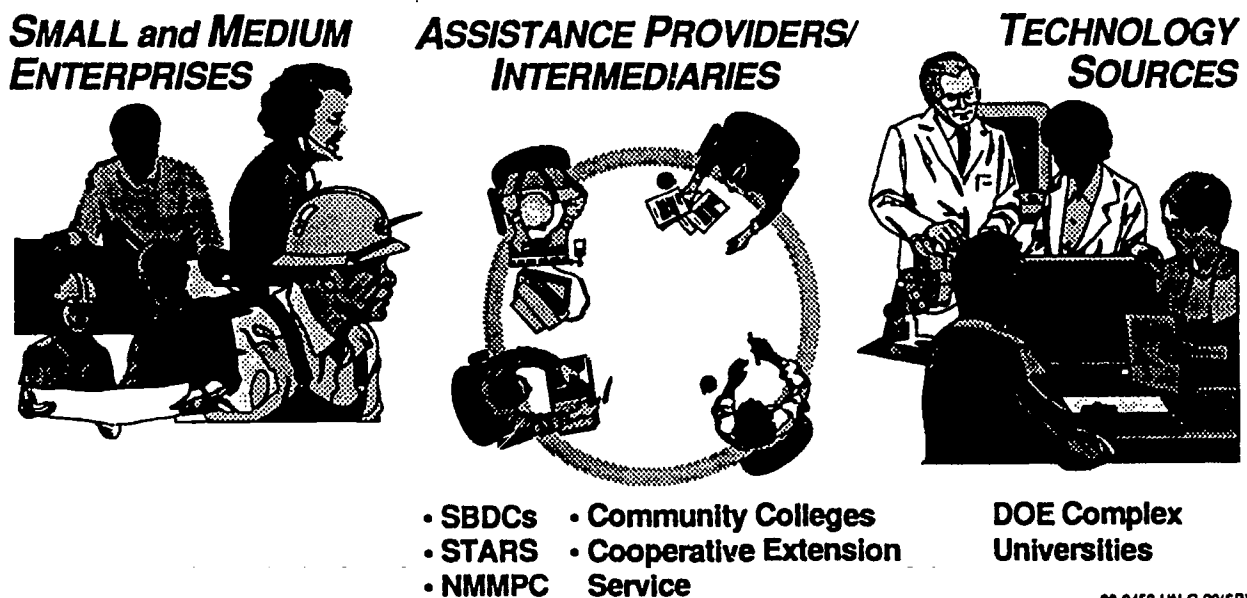 SMALL and MEDIUM
ENTERPRISES
ASSISTANCE PROVIDERS/
INTERMEDIARIES
TECHNOLOGY
SOURCES
• SBDCs
• STARS
• NMMPC
• Community Colleges
• Cooperative Extension
Service
DOE Complex
Universities